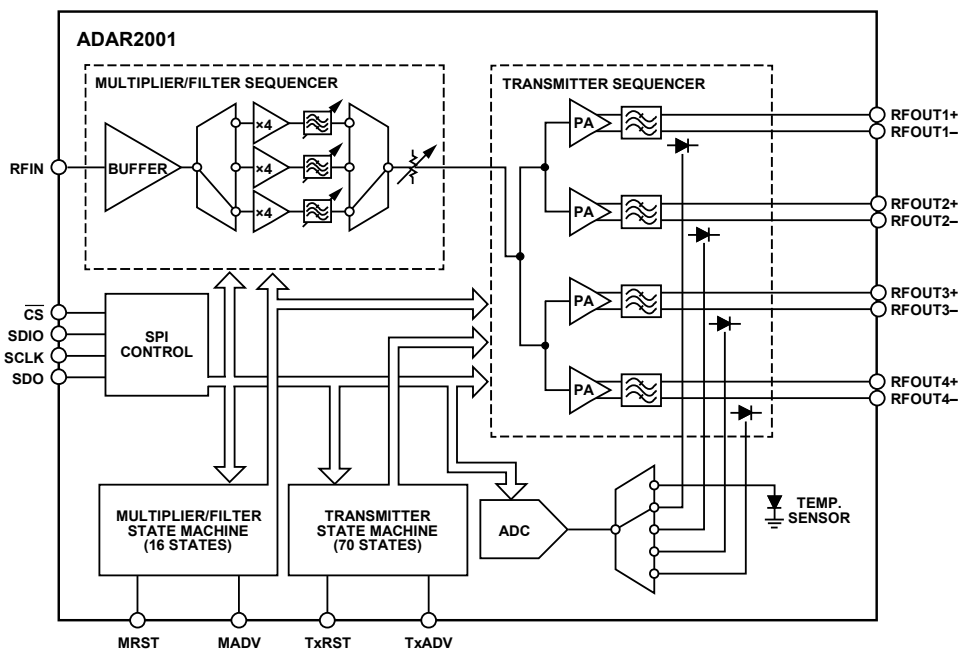 ADAR2001
MULTIPLIER/FILTER SEQUENCER
TRANSMITTER SEQUENCER
RFIN
BUFFER
×4
×4
×4
PA
PA
PA
PA
RFOUT1+
RFOUT1–
RFOUT2+
RFOUT2–
RFOUT3+
RFOUT3–
RFOUT4+
RFOUT4–
CS
SDIO
SCLK
SDO
SPI
CONTROL
MULTIPLIER/FILTER
STATE MACHINE
(16 STATES)
TRANSMITTER
STATE MACHINE
(70 STATES)
ADC
TEMP.
SENSOR
MRST
MADV
TxRST
TxADV